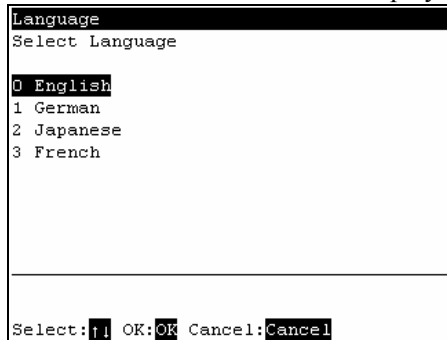 Language
Select Language
0 English
1 German
2 Japanese
3 French
Select:↑↓ OK:OK Cancel:Cancel